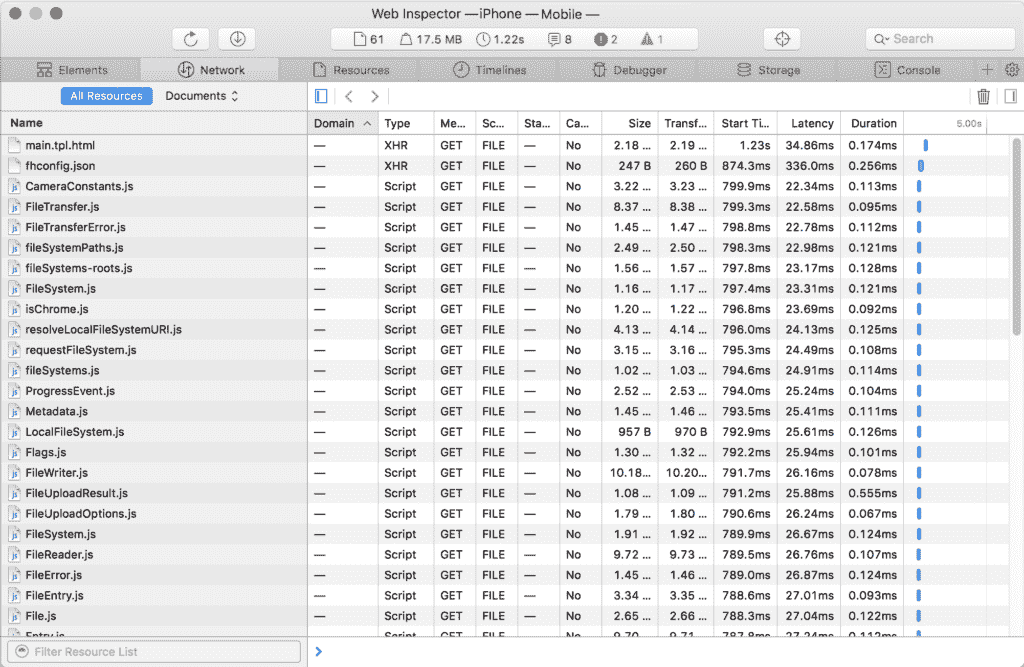 Web Inspector —iPhone —Mobile —
61 17.5 MB 1.22s 8 2 1 Search
Elements Network Resources Timelines Debugger Storage Console
All Resources Documents
Name Domain Type Me... Sc... Sta... Ca... Size Transf... Start Ti... Latency Duration 5.00s
main.tpl.html — XHR GET FILE — No 2.18 ... 2.19 ... 1.23s 34.86ms 0.174ms
fhconfig.json — XHR GET FILE — No 247 B 260 B 874.3ms 336.0ms 0.256ms
CameraConstants.js — Script GET FILE — No 3.22 ... 3.23 ... 799.9ms 22.34ms 0.113ms
FileTransfer.js — Script GET FILE — No 8.37 ... 8.38 ... 799.3ms 22.58ms 0.095ms
FileTransferError.js — Script GET FILE — No 1.45 ... 1.47 ... 798.8ms 22.78ms 0.112ms
fileSystemPaths.js — Script GET FILE — No 2.49 ... 2.50 ... 798.3ms 22.98ms 0.121ms
fileSystems-roots.js — Script GET FILE — No 1.56 ... 1.57 ... 797.8ms 23.17ms 0.128ms
FileSystem.js — Script GET FILE — No 1.16 ... 1.17 ... 797.4ms 23.31ms 0.121ms
isChrome.js — Script GET FILE — No 1.20 ... 1.22 ... 796.8ms 23.69ms 0.092ms
resolveLocalFileSystemURI.js — Script GET FILE — No 4.13 ... 4.14 ... 796.0ms 24.13ms 0.125ms
requestFileSystem.js — Script GET FILE — No 3.15 ... 3.16 ... 795.3ms 24.49ms 0.108ms
fileSystems.js — Script GET FILE — No 1.02 ... 1.03 ... 794.6ms 24.91ms 0.114ms
ProgressEvent.js — Script GET FILE — No 2.52 ... 2.53 ... 794.0ms 25.24ms 0.104ms
Metadata.js — Script GET FILE — No 1.45 ... 1.46 ... 793.5ms 25.41ms 0.111ms
LocalFileSystem.js — Script GET FILE — No 957 B 970 B 792.9ms 25.61ms 0.126ms
Flags.js — Script GET FILE — No 1.30 ... 1.32 ... 792.2ms 25.94ms 0.101ms
FileWriter.js — Script GET FILE — No 10.18... 10.20... 791.7ms 26.16ms 0.078ms
FileUploadResult.js — Script GET FILE — No 1.08 ... 1.09 ... 791.2ms 25.88ms 0.555ms
FileUploadOptions.js — Script GET FILE — No 1.79 ... 1.80 ... 790.6ms 26.24ms 0.067ms
FileSystem.js — Script GET FILE — No 1.91 ... 1.92 ... 789.9ms 26.67ms 0.124ms
FileReader.js — Script GET FILE — No 9.72 ... 9.73 ... 789.5ms 26.76ms 0.107ms
FileError.js — Script GET FILE — No 1.45 ... 1.46 ... 789.0ms 26.87ms 0.124ms
FileEntry.js — Script GET FILE — No 3.34 ... 3.35 ... 788.6ms 27.01ms 0.093ms
File.js — Script GET FILE — No 2.65 ... 2.66 ... 788.3ms 27.04ms 0.122ms
Entry.js — Script GET FILE — No 9.70 ... 9.71 ... 787.8ms 27.24ms 0.112ms
Filter Resource List